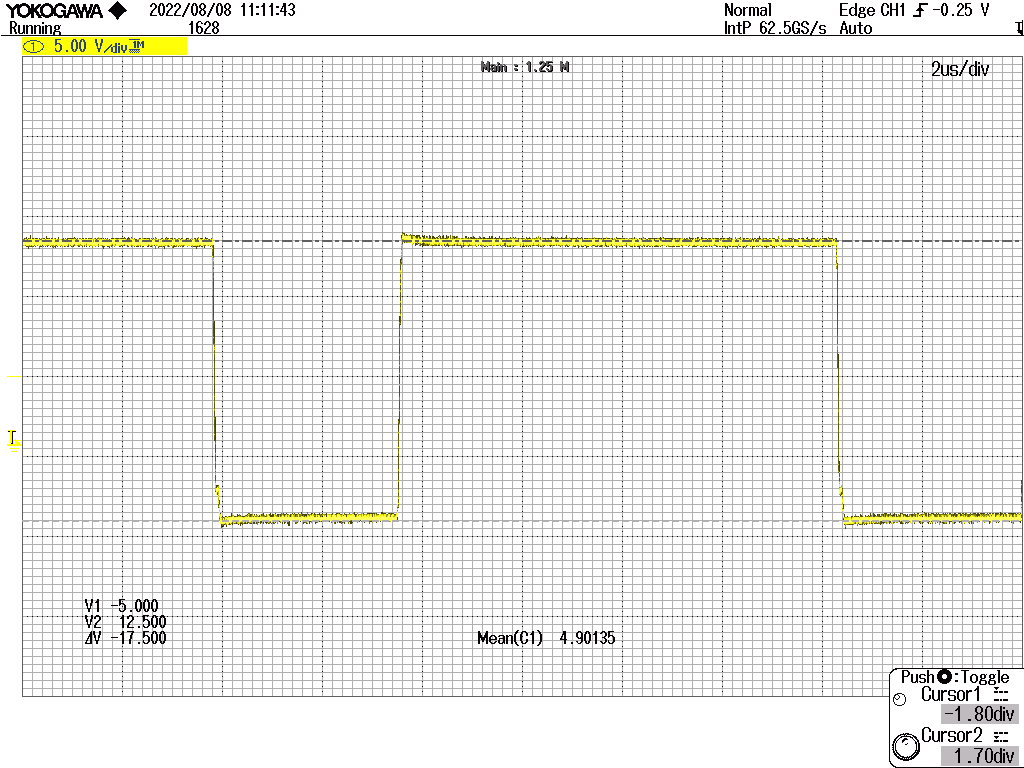 YOKOGAWA ◆ 2022/08/08 11:11:43 Normal Edge CH1 -0.25 V
Running 1628 IntP 62.5GS/s Auto
1 5.00 V/div 1M
Main : 1.25 M 2us/div
T
V1 -5.000
V2 12.500
ΔV -17.500
Mean(C1) 4.90135
Push :Toggle
Cursor1
-1.80div
Cursor2
1.70div